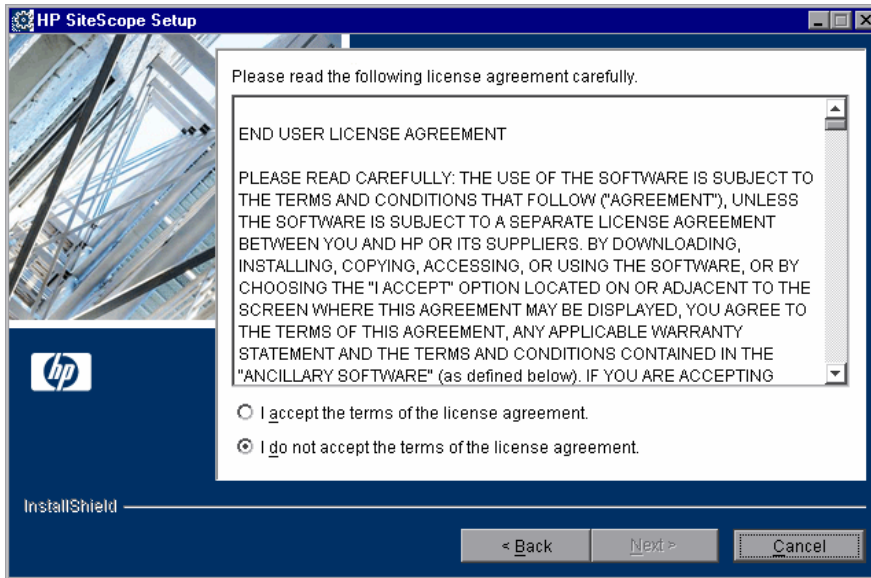 HP SiteScope Setup
Please read the following license agreement carefully.
END USER LICENSE AGREEMENT
PLEASE READ CAREFULLY: THE USE OF THE SOFTWARE IS SUBJECT TO
THE TERMS AND CONDITIONS THAT FOLLOW ("AGREEMENT"), UNLESS
THE SOFTWARE IS SUBJECT TO A SEPARATE LICENSE AGREEMENT
BETWEEN YOU AND HP OR ITS SUPPLIERS. BY DOWNLOADING,
INSTALLING, COPYING, ACCESSING, OR USING THE SOFTWARE, OR BY
CHOOSING THE "I ACCEPT" OPTION LOCATED ON OR ADJACENT TO THE
SCREEN WHERE THIS AGREEMENT MAY BE DISPLAYED, YOU AGREE TO
THE TERMS OF THIS AGREEMENT, ANY APPLICABLE WARRANTY
STATEMENT AND THE TERMS AND CONDITIONS CONTAINED IN THE
"ANCILLARY SOFTWARE" (as defined below). IF YOU ARE ACCEPTING
hp
I accept the terms of the license agreement.
I do not accept the terms of the license agreement.
InstallShield
< Back
Next >
Cancel